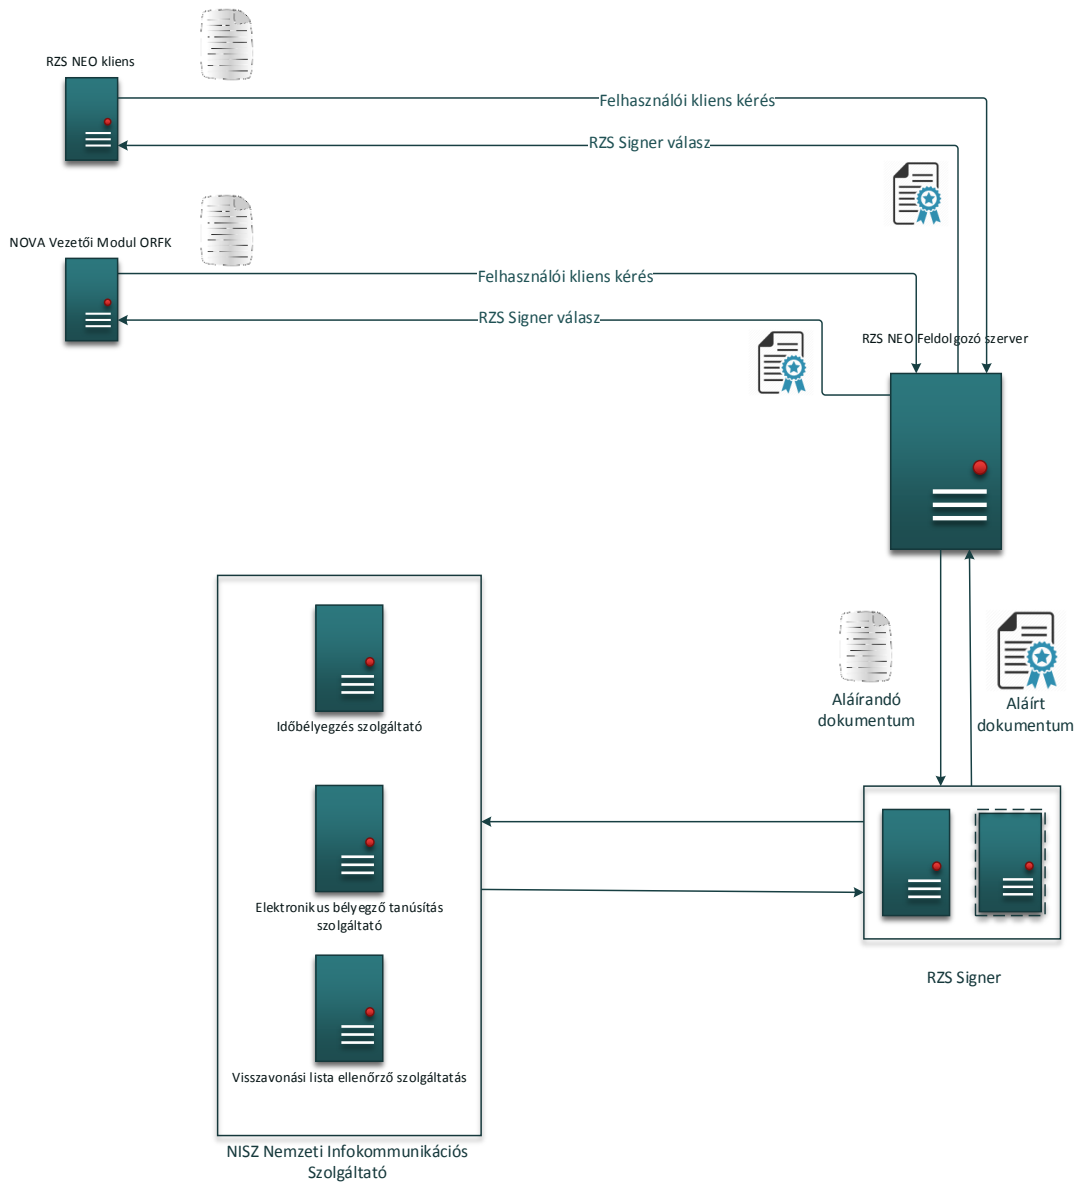 RZS NEO kliens
Felhasználói kliens kérés
RZS Signer válasz
NOVA Vezetői Modul ORFK
Felhasználói kliens kérés
RZS Signer válasz
RZS NEO Feldolgozó szerver
Aláírandó
dokumentum
Aláírt
dokumentum
Időbélyegzés szolgáltató
Elektronikus bélyegző tanúsítás
szolgáltató
RZS Signer
Visszavonási lista ellenőrző szolgáltatás
NISZ Nemzeti Infokommunikációs
Szolgáltató